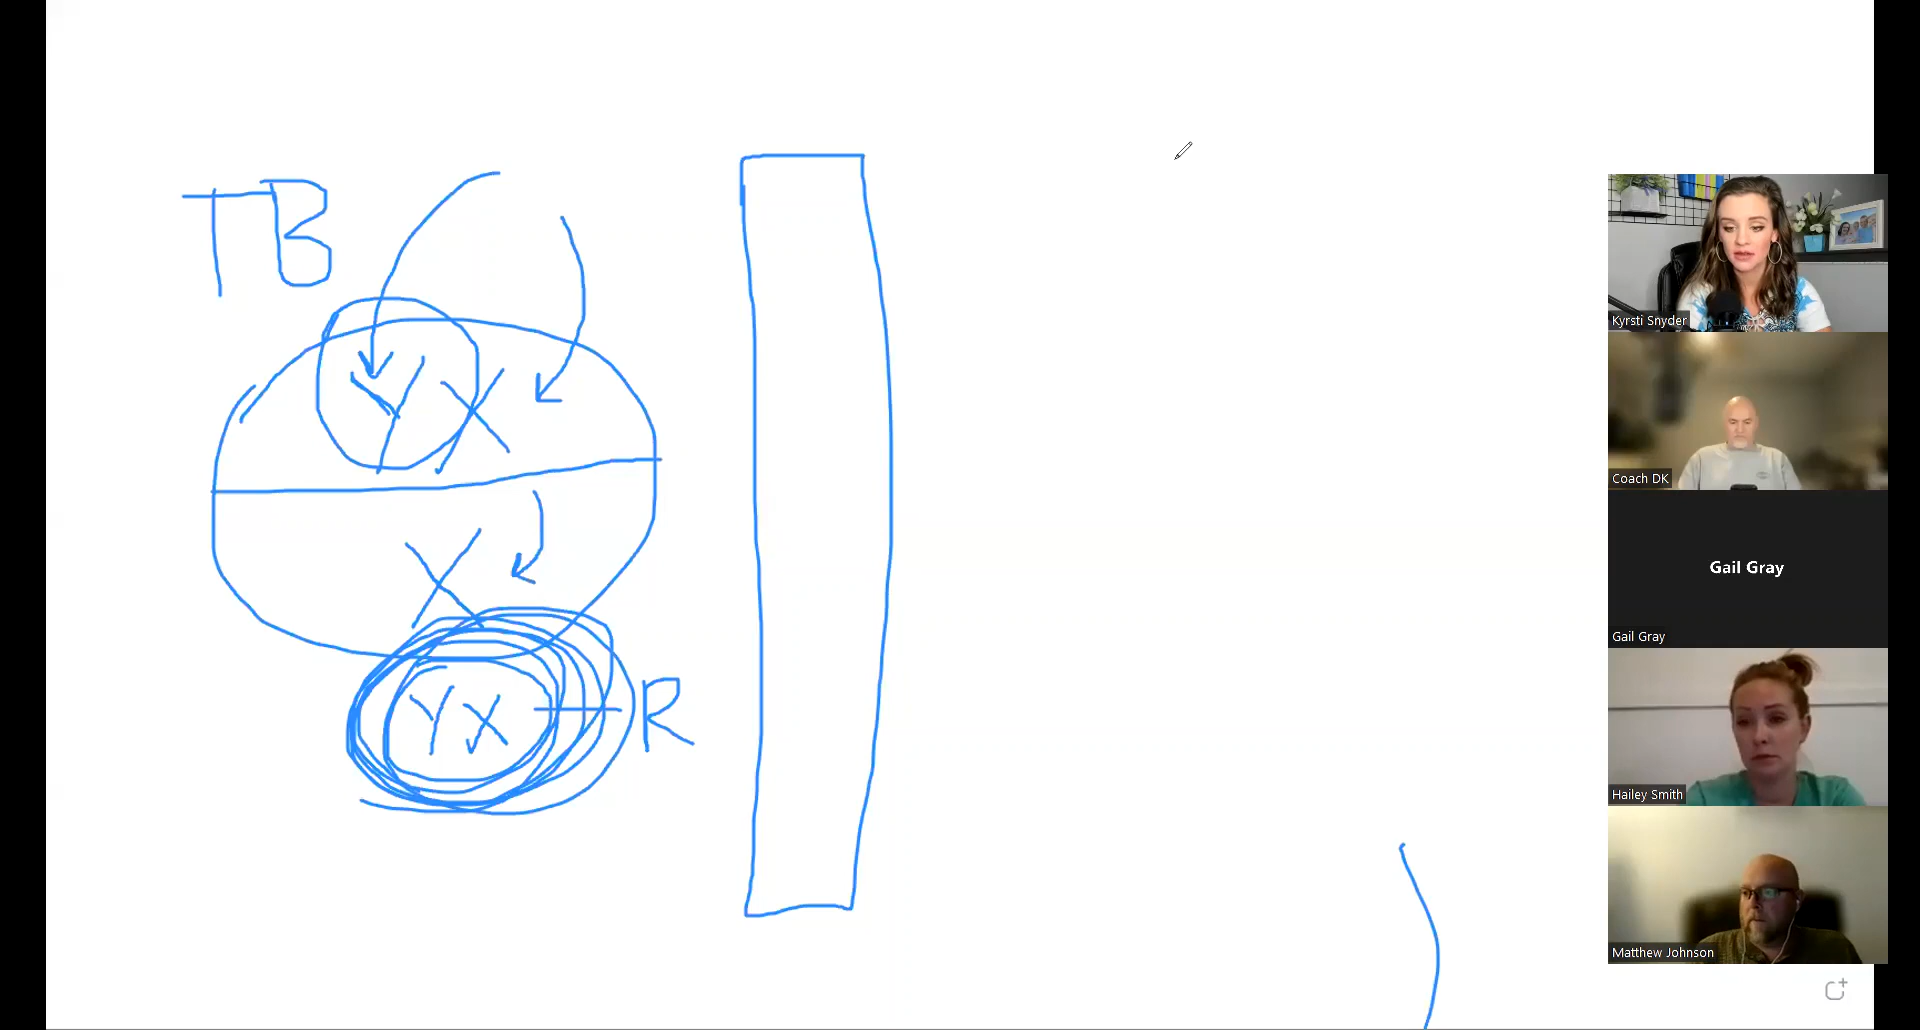 TB
YX
X
YX
R
Kyrsti Snyder
Coach DK
Gail Gray
Gail Gray
Hailey Smith
Matthew Johnson